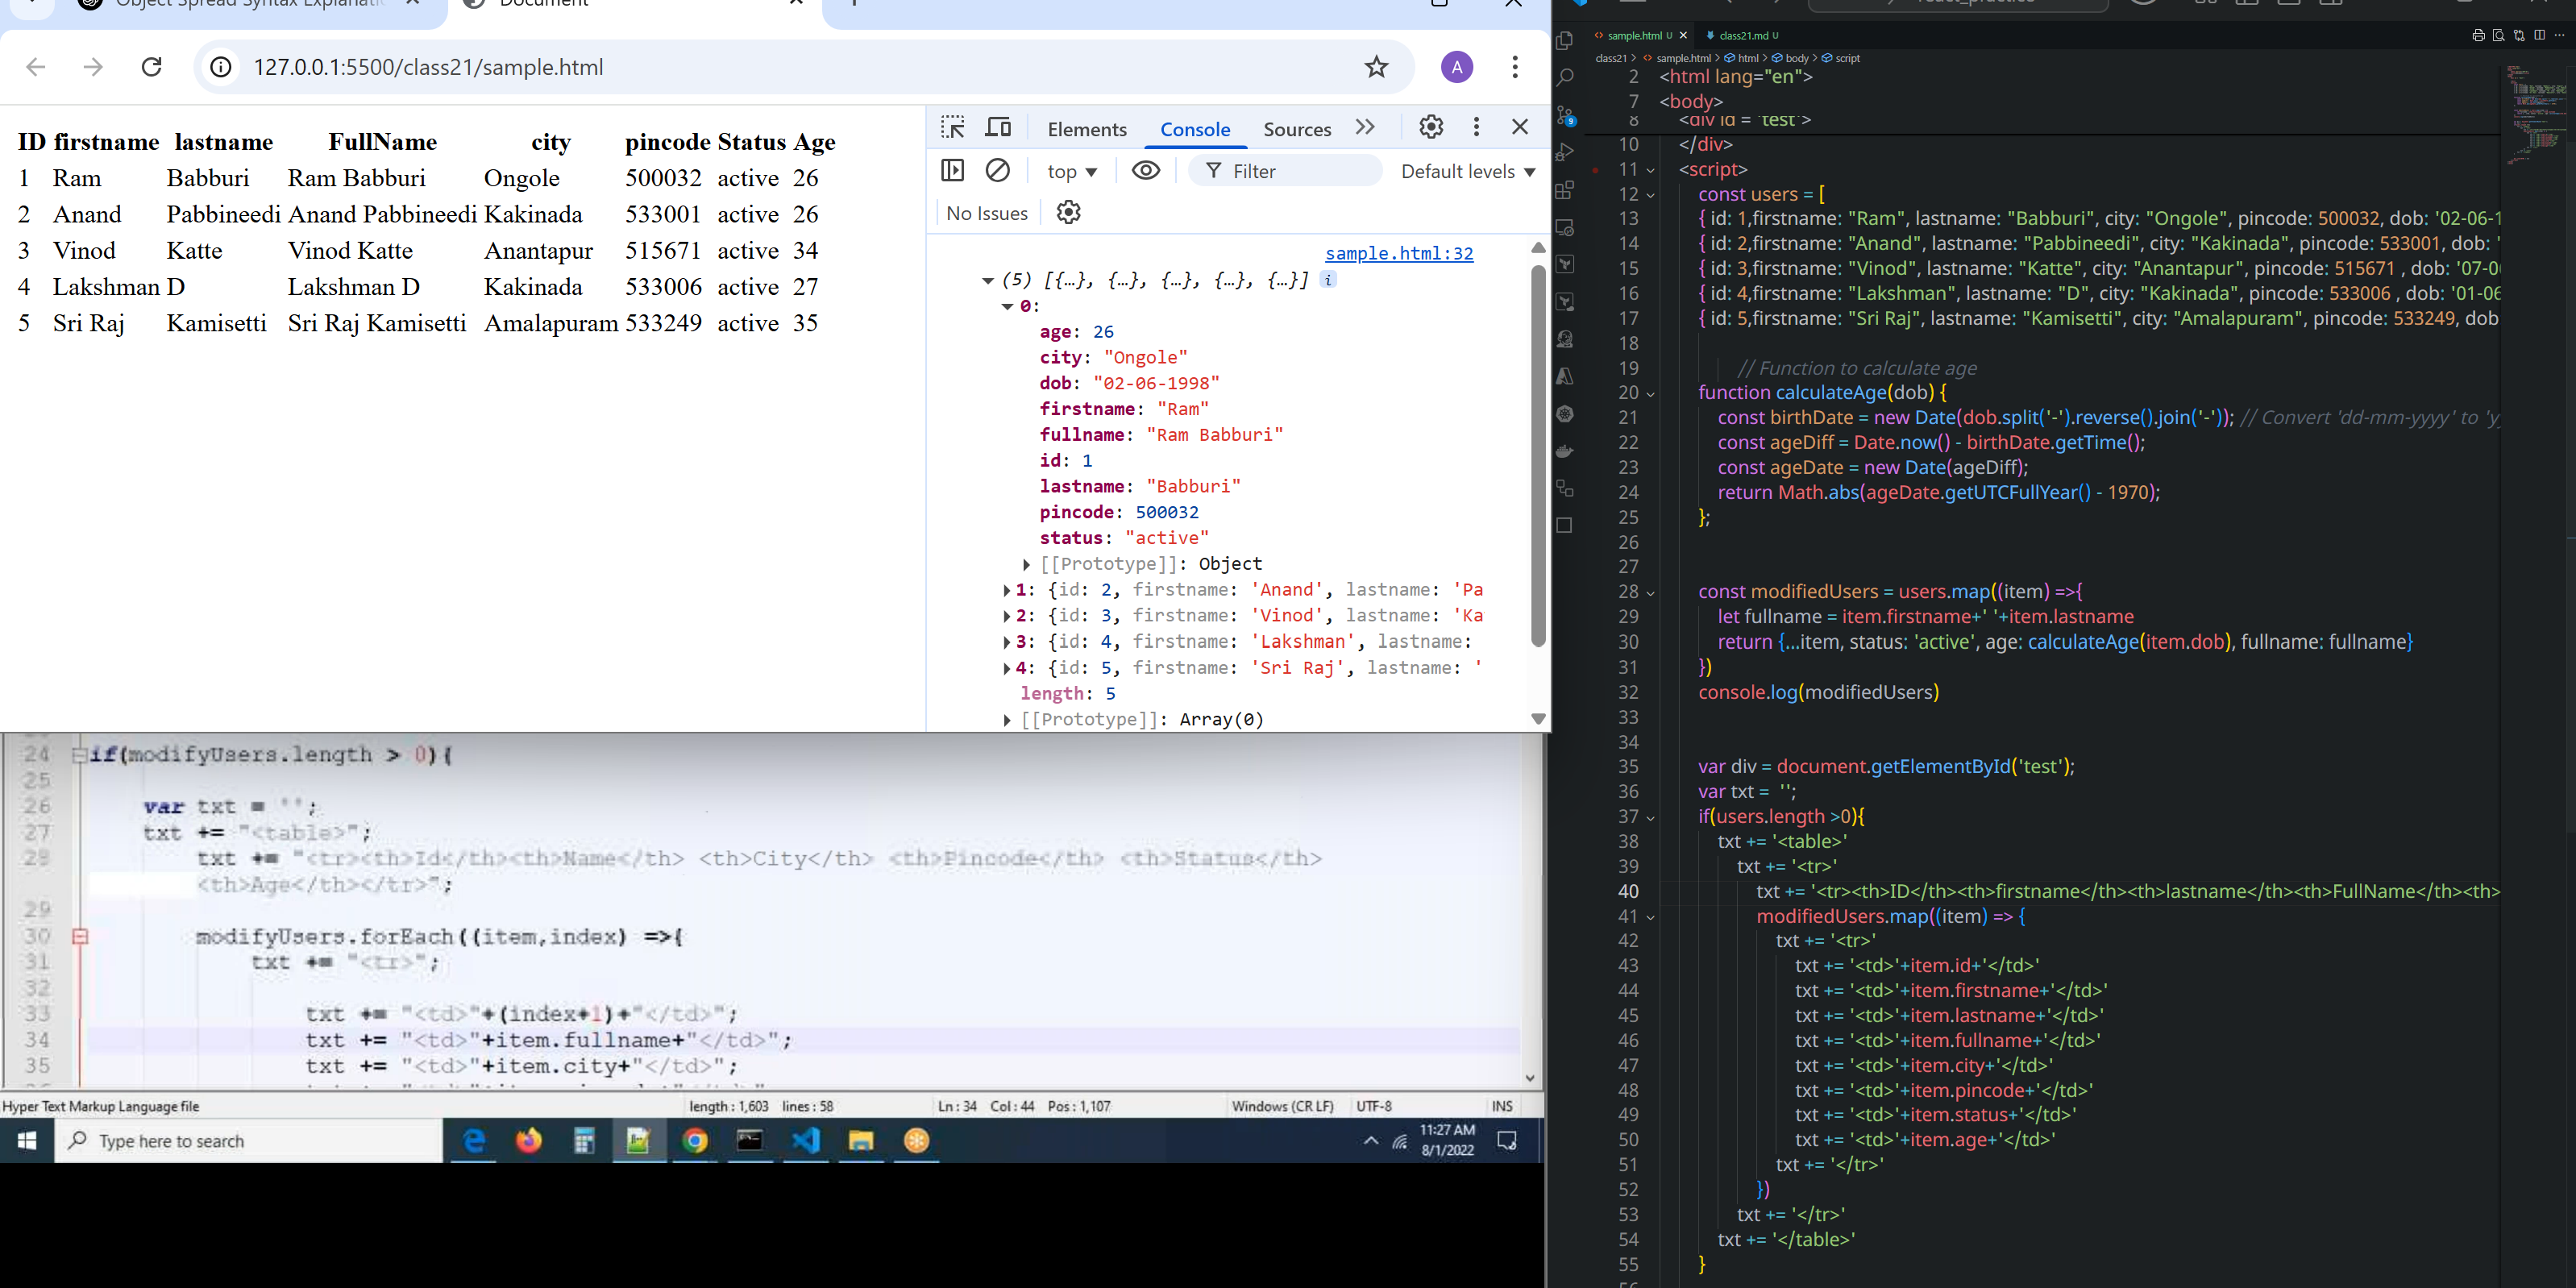 Object Spread Syntax Explanatio
Document
127.0.0.1:5500/class21/sample.html
A
ID firstname lastname FullName city pincode Status Age
1 Ram Babburi Ram Babburi Ongole 500032 active 26
2 Anand Pabbineedi Anand Pabbineedi Kakinada 533001 active 26
3 Vinod Katte Vinod Katte Anantapur 515671 active 34
4 Lakshman D Lakshman D Kakinada 533006 active 27
5 Sri Raj Kamisetti Sri Raj Kamisetti Amalapuram 533249 active 35
Elements Console Sources
top Filter Default levels
No Issues
sample.html:32
(5) [{…}, {…}, {…}, {…}, {…}] i
0:
age: 26
city: "Ongole"
dob: "02-06-1998"
firstname: "Ram"
fullname: "Ram Babburi"
id: 1
lastname: "Babburi"
pincode: 500032
status: "active"
[[Prototype]]: Object
1: {id: 2, firstname: 'Anand', lastname: 'Pa
2: {id: 3, firstname: 'Vinod', lastname: 'Ka
3: {id: 4, firstname: 'Lakshman', lastname:
4: {id: 5, firstname: 'Sri Raj', lastname: '
length: 5
[[Prototype]]: Array(0)
24 if(modifyUsers.length > 0){
25
26 var txt = '';
27 txt += "<table>";
28 txt += "<tr><th>Id</th><th>Name</th> <th>City</th> <th>Pincode</th> <th>Status</th>
<th>Age</th></tr>";
29
30 modifyUsers.forEach((item,index) =>{
31 txt += "<tr>";
32
33 txt += "<td>"+(index+1)+"</td>";
34 txt += "<td>"+item.fullname+"</td>";
35 txt += "<td>"+item.city+"</td>";
Hyper Text Markup Language file length : 1,603 lines : 58 Ln : 34 Col : 44 Pos : 1,107 Windows (CR LF) UTF-8 INS
Type here to search
11:27 AM
8/1/2022
react_practice
sample.html U class21.md U
class21 > sample.html > html > body > script
9
2 <html lang="en">
7 <body>
8 <div id = 'test'>
10 </div>
11 <script>
12 const users = [
13 { id: 1,firstname: "Ram", lastname: "Babburi", city: "Ongole", pincode: 500032, dob: '02-06-1
14 { id: 2,firstname: "Anand", lastname: "Pabbineedi", city: "Kakinada", pincode: 533001, dob: '
15 { id: 3,firstname: "Vinod", lastname: "Katte", city: "Anantapur", pincode: 515671 , dob: '07-0
16 { id: 4,firstname: "Lakshman", lastname: "D", city: "Kakinada", pincode: 533006 , dob: '01-06
17 { id: 5,firstname: "Sri Raj", lastname: "Kamisetti", city: "Amalapuram", pincode: 533249, dob
18
19 // Function to calculate age
20 function calculateAge(dob) {
21 const birthDate = new Date(dob.split('-').reverse().join('-')); // Convert 'dd-mm-yyyy' to 'y
22 const ageDiff = Date.now() - birthDate.getTime();
23 const ageDate = new Date(ageDiff);
24 return Math.abs(ageDate.getUTCFullYear() - 1970);
25 };
26
27
28 const modifiedUsers = users.map((item) =>{
29 let fullname = item.firstname+' '+item.lastname
30 return {...item, status: 'active', age: calculateAge(item.dob), fullname: fullname}
31 })
32 console.log(modifiedUsers)
33
34
35 var div = document.getElementById('test');
36 var txt = '';
37 if(users.length >0){
38 txt += '<table>'
39 txt += '<tr>'
40 txt += '<tr><th>ID</th><th>firstname</th><th>lastname</th><th>FullName</th><th>
41 modifiedUsers.map((item) => {
42 txt += '<tr>'
43 txt += '<td>'+item.id+'</td>'
44 txt += '<td>'+item.firstname+'</td>'
45 txt += '<td>'+item.lastname+'</td>'
46 txt += '<td>'+item.fullname+'</td>'
47 txt += '<td>'+item.city+'</td>'
48 txt += '<td>'+item.pincode+'</td>'
49 txt += '<td>'+item.status+'</td>'
50 txt += '<td>'+item.age+'</td>'
51 txt += '</tr>'
52 })
53 txt += '</tr>'
54 txt += '</table>'
55 }